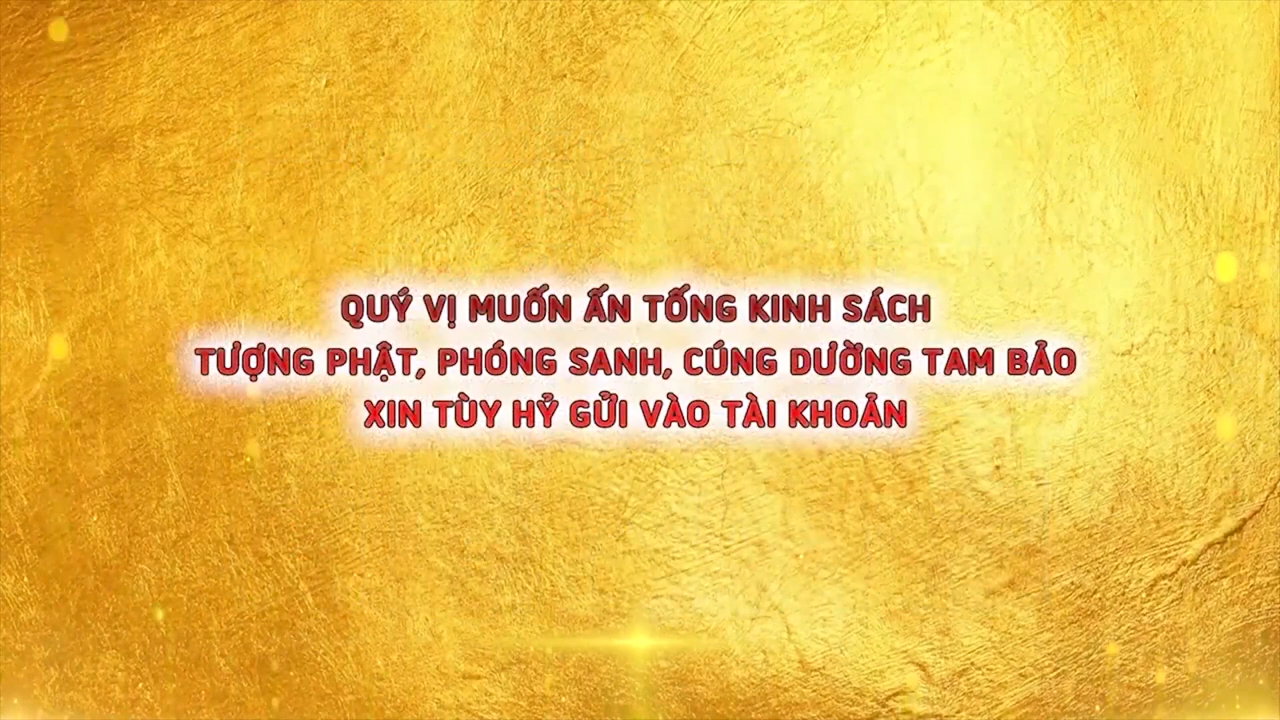 QUÝ VỊ MUỐN ẤN TỐNG KINH SÁCH
TƯỢNG PHẬT, PHÓNG SANH, CÚNG DƯỜNG TAM BẢO
XIN TÙY HỶ GỬI VÀO TÀI KHOẢN